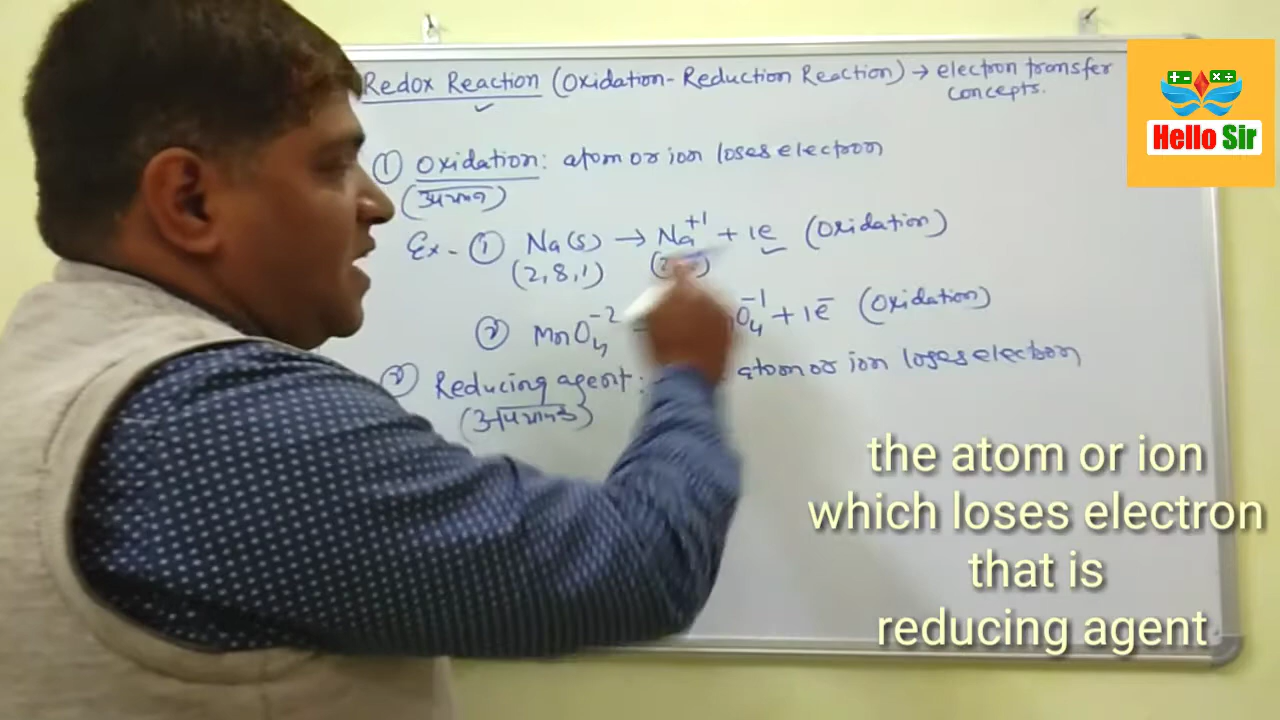 Redox Reaction (Oxidation-Reduction Reaction) → electron transfer
concepts.
① Oxidation: atom or ion loses electron
Ex- ① Na(s) → Na⁺¹ + 1e (Oxidation)
(2,8,1)
② MnO₄⁻² O₄⁻¹ + 1e⁻ (Oxidation)
② Reducing agent: atom or ion loses electron
Hello Sir
the atom or ion
which loses electron
that is
reducing agent